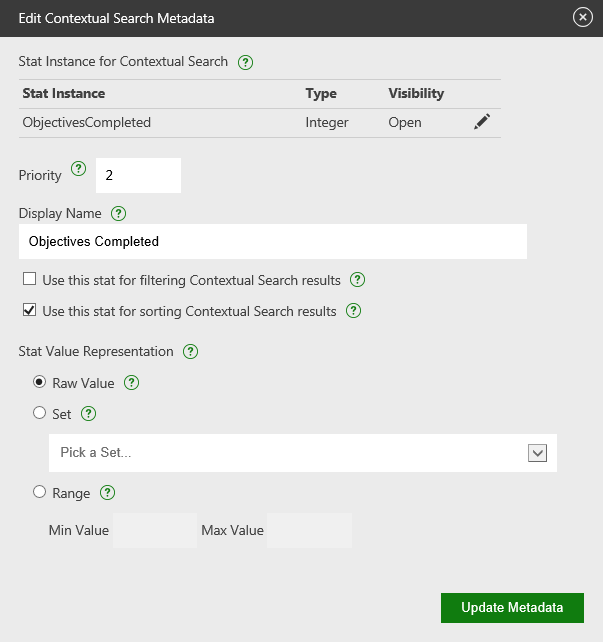 Edit Contextual Search Metadata
Stat Instance for Contextual Search ?
Stat Instance Type Visibility
ObjectivesCompleted Integer Open
Priority ? 2
Display Name ?
Objectives Completed
Use this stat for filtering Contextual Search results ?
Use this stat for sorting Contextual Search results ?
Stat Value Representation ?
Raw Value ?
Set ?
Pick a Set...
Range ?
Min Value Max Value
Update Metadata